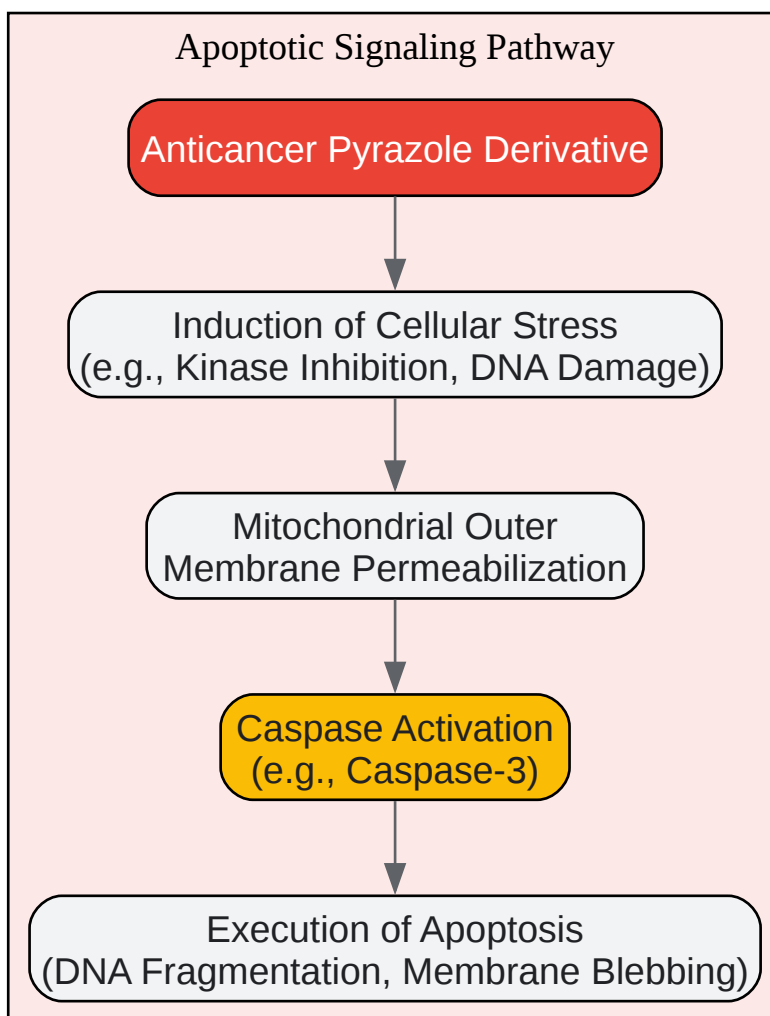 Apoptotic Signaling Pathway
Anticancer Pyrazole Derivative
Induction of Cellular Stress
(e.g., Kinase Inhibition, DNA Damage)
Mitochondrial Outer
Membrane Permeabilization
Caspase Activation
(e.g., Caspase-3)
Execution of Apoptosis
(DNA Fragmentation, Membrane Blebbing)